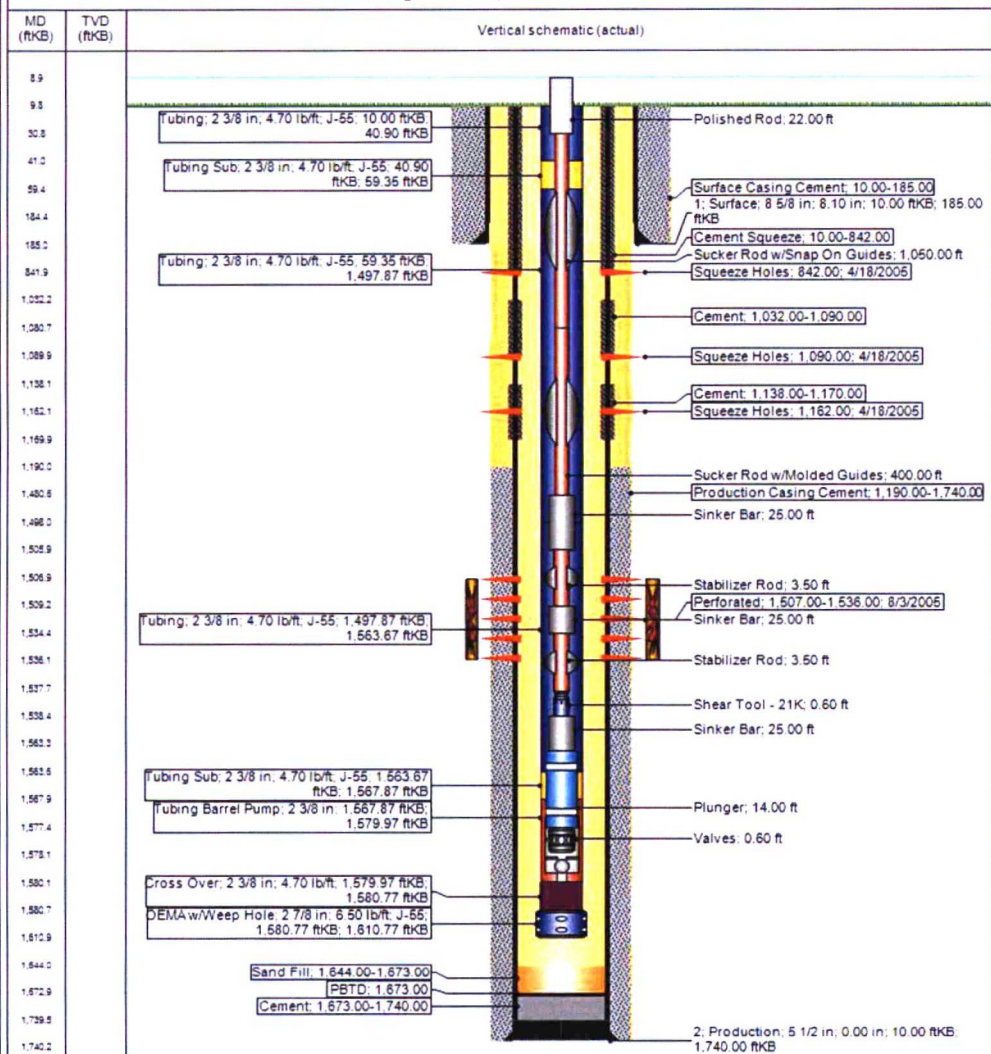 MD
(ftKB)
TVD
(ftKB)
Vertical schematic (actual)
8.9
9.8
30.8
41.0
59.4
184.4
185.0
841.9
1,032.2
1,080.7
1,089.9
1,138.1
1,162.1
1,169.9
1,190.0
1,480.6
1,498.0
1,505.9
1,506.9
1,509.2
1,534.4
1,536.1
1,537.7
1,538.4
1,563.3
1,563.6
1,567.9
1,577.4
1,578.1
1,580.1
1,580.7
1,610.9
1,644.0
1,672.9
1,739.5
1,740.2
Tubing; 2 3/8 in; 4.70 lb/ft; J-55; 10.00 ftKB;
40.90 ftKB
Tubing Sub; 2 3/8 in; 4.70 lb/ft; J-55; 40.90
ftKB; 59.35 ftKB
Tubing; 2 3/8 in; 4.70 lb/ft; J-55; 59.35 ftKB;
1,497.87 ftKB
Tubing; 2 3/8 in; 4.70 lb/ft; J-55; 1,497.87 ftKB;
1,563.67 ftKB
Tubing Sub; 2 3/8 in; 4.70 lb/ft; J-55; 1,563.67
ftKB; 1,567.87 ftKB
Tubing Barrel Pump; 2 3/8 in; 1,567.87 ftKB;
1,579.97 ftKB
Cross Over; 2 3/8 in; 4.70 lb/ft; 1,579.97 ftKB;
1,580.77 ftKB
DEMA w/Weep Hole; 2 7/8 in; 6.50 lb/ft; J-55;
1,580.77 ftKB; 1,610.77 ftKB
Sand Fill; 1,644.00-1,673.00
PBTD; 1,673.00
Cement; 1,673.00-1,740.00
Polished Rod; 22.00 ft
Surface Casing Cement; 10.00-185.00
1; Surface; 8 5/8 in; 8.10 in; 10.00 ftKB; 185.00
ftKB
Cement Squeeze; 10.00-842.00
Sucker Rod w/Snap On Guides; 1,050.00 ft
Squeeze Holes; 842.00; 4/18/2005
Cement; 1,032.00-1,090.00
Squeeze Holes; 1,090.00; 4/18/2005
Cement; 1,138.00-1,170.00
Squeeze Holes; 1,162.00; 4/18/2005
Sucker Rod w/Molded Guides; 400.00 ft
Production Casing Cement; 1,190.00-1,740.00
Sinker Bar; 25.00 ft
Stabilizer Rod; 3.50 ft
Perforated; 1,507.00-1,536.00; 8/3/2005
Sinker Bar; 25.00 ft
Stabilizer Rod; 3.50 ft
Shear Tool - 21K; 0.60 ft
Sinker Bar; 25.00 ft
Plunger; 14.00 ft
Valves; 0.60 ft
2; Production; 5 1/2 in; 0.00 in; 10.00 ftKB;
1,740.00 ftKB